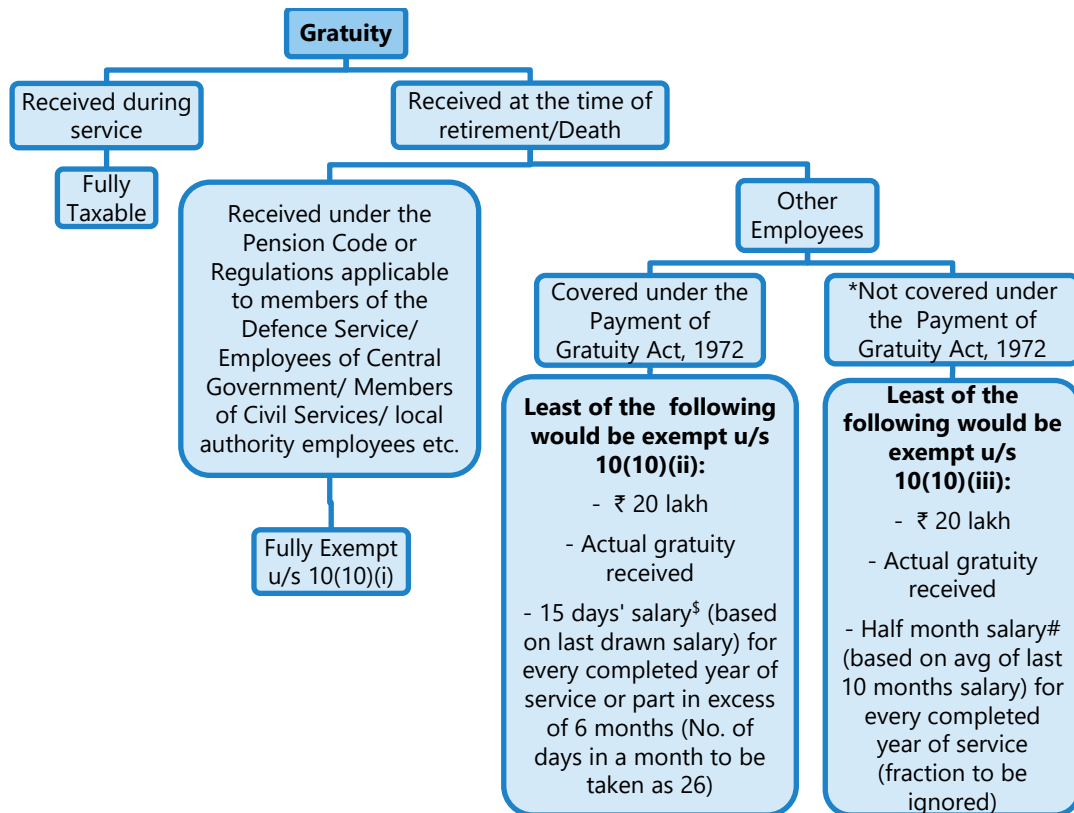 Gratuity
Received during
service
Received at the time of
retirement/Death
Fully
Taxable
Received under the
Pension Code or
Regulations applicable
to members of the
Defence Service/
Employees of Central
Government/ Members
of Civil Services/ local
authority employees etc.
Fully Exempt
u/s 10(10)(i)
Other
Employees
Covered under the
Payment of
Gratuity Act, 1972
Least of the following
would be exempt u/s
10(10)(ii):
- ₹ 20 lakh
- Actual gratuity
received
- 15 days' salary$ (based
on last drawn salary) for
every completed year of
service or part in excess
of 6 months (No. of
days in a month to be
taken as 26)
*Not covered under
the Payment of
Gratuity Act, 1972
Least of the
following would be
exempt u/s
10(10)(iii):
- ₹ 20 lakh
- Actual gratuity
received
- Half month salary#
(based on avg of last
10 months salary) for
every completed
year of service
(fraction to be
ignored)